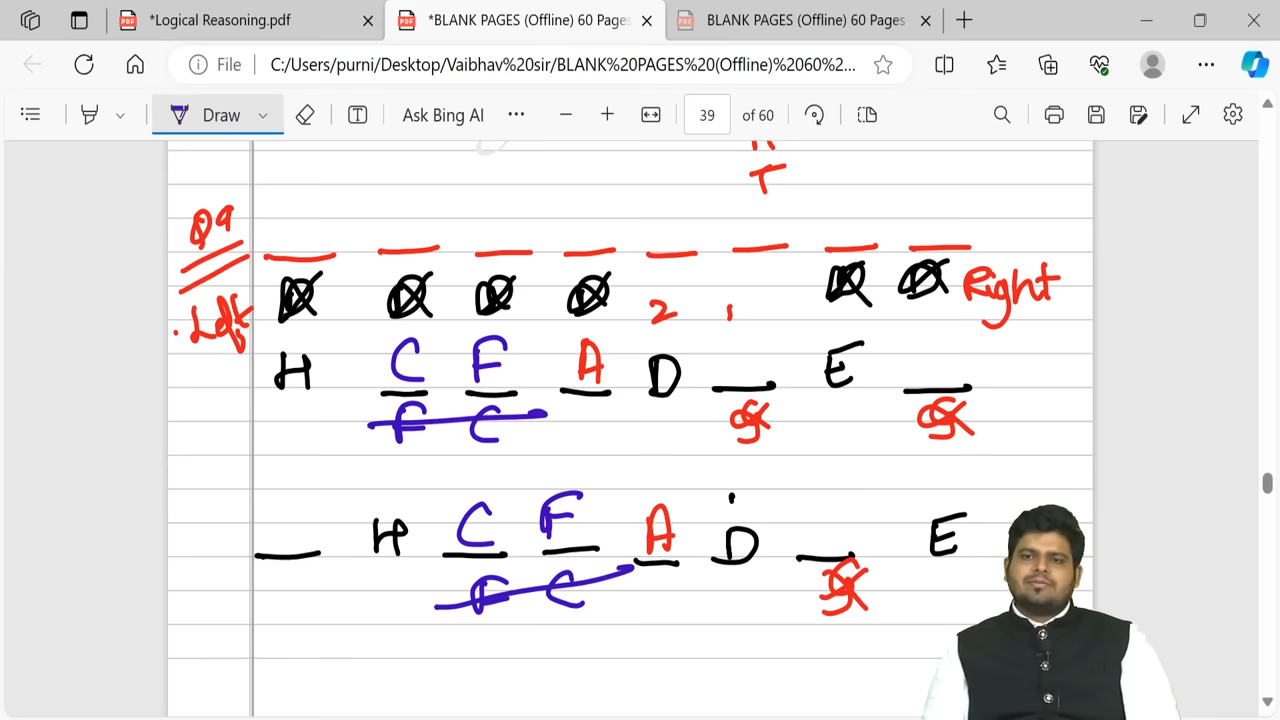 *Logical Reasoning.pdf
*BLANK PAGES (Offline) 60 Pages
BLANK PAGES (Offline) 60 Pages
File
C:/Users/purni/Desktop/Vaibhav%20sir/BLANK%20PAGES%20(Offline)%2060%2...
Draw
Ask Bing AI
39
of 60
T
Q9
D D D D D D Right
Left 2 1
H C F A D E
F C G G
H C F A D E
F C G